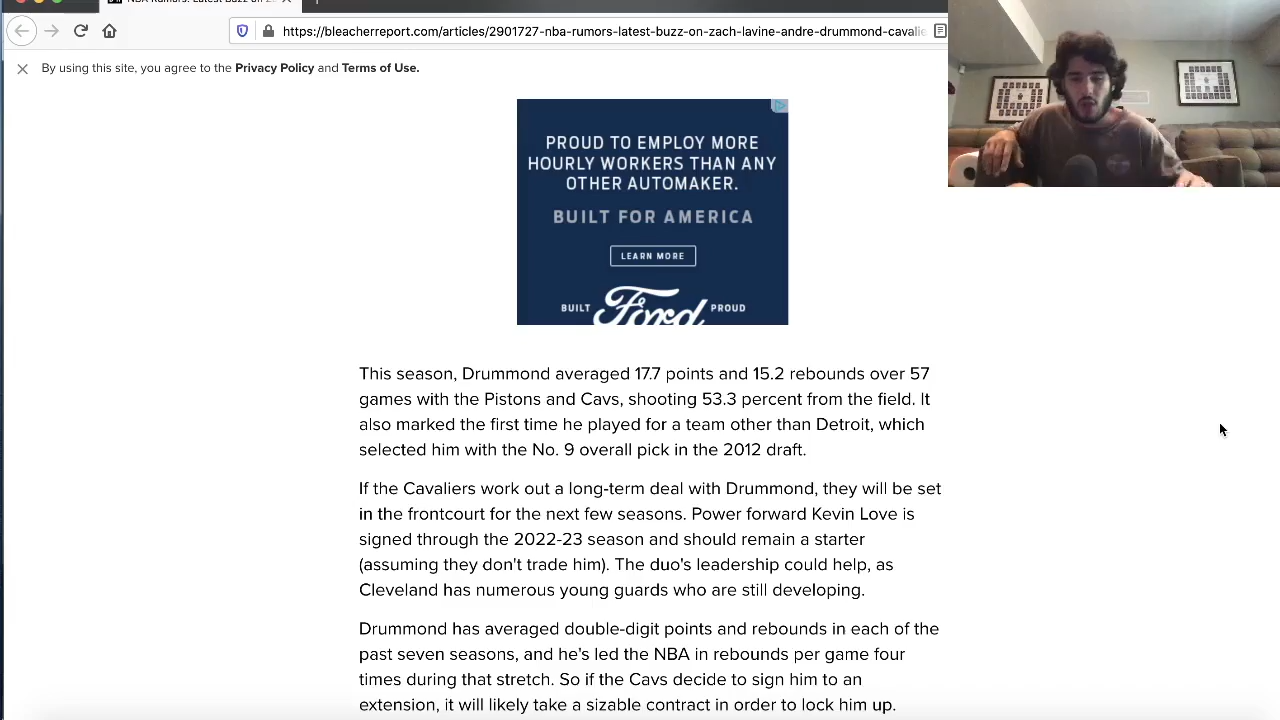 NBA Rumors: Latest Buzz on Z
https://bleacherreport.com/articles/2901727-nba-rumors-latest-buzz-on-zach-lavine-andre-drummond-cavalie
By using this site, you agree to the Privacy Policy and Terms of Use.
PROUD TO EMPLOY MORE
HOURLY WORKERS THAN ANY
OTHER AUTOMAKER.
BUILT FOR AMERICA
LEARN MORE
BUILT Ford PROUD
This season, Drummond averaged 17.7 points and 15.2 rebounds over 57
games with the Pistons and Cavs, shooting 53.3 percent from the field. It
also marked the first time he played for a team other than Detroit, which
selected him with the No. 9 overall pick in the 2012 draft.
If the Cavaliers work out a long-term deal with Drummond, they will be set
in the frontcourt for the next few seasons. Power forward Kevin Love is
signed through the 2022-23 season and should remain a starter
(assuming they don't trade him). The duo's leadership could help, as
Cleveland has numerous young guards who are still developing.
Drummond has averaged double-digit points and rebounds in each of the
past seven seasons, and he's led the NBA in rebounds per game four
times during that stretch. So if the Cavs decide to sign him to an
extension, it will likely take a sizable contract in order to lock him up.